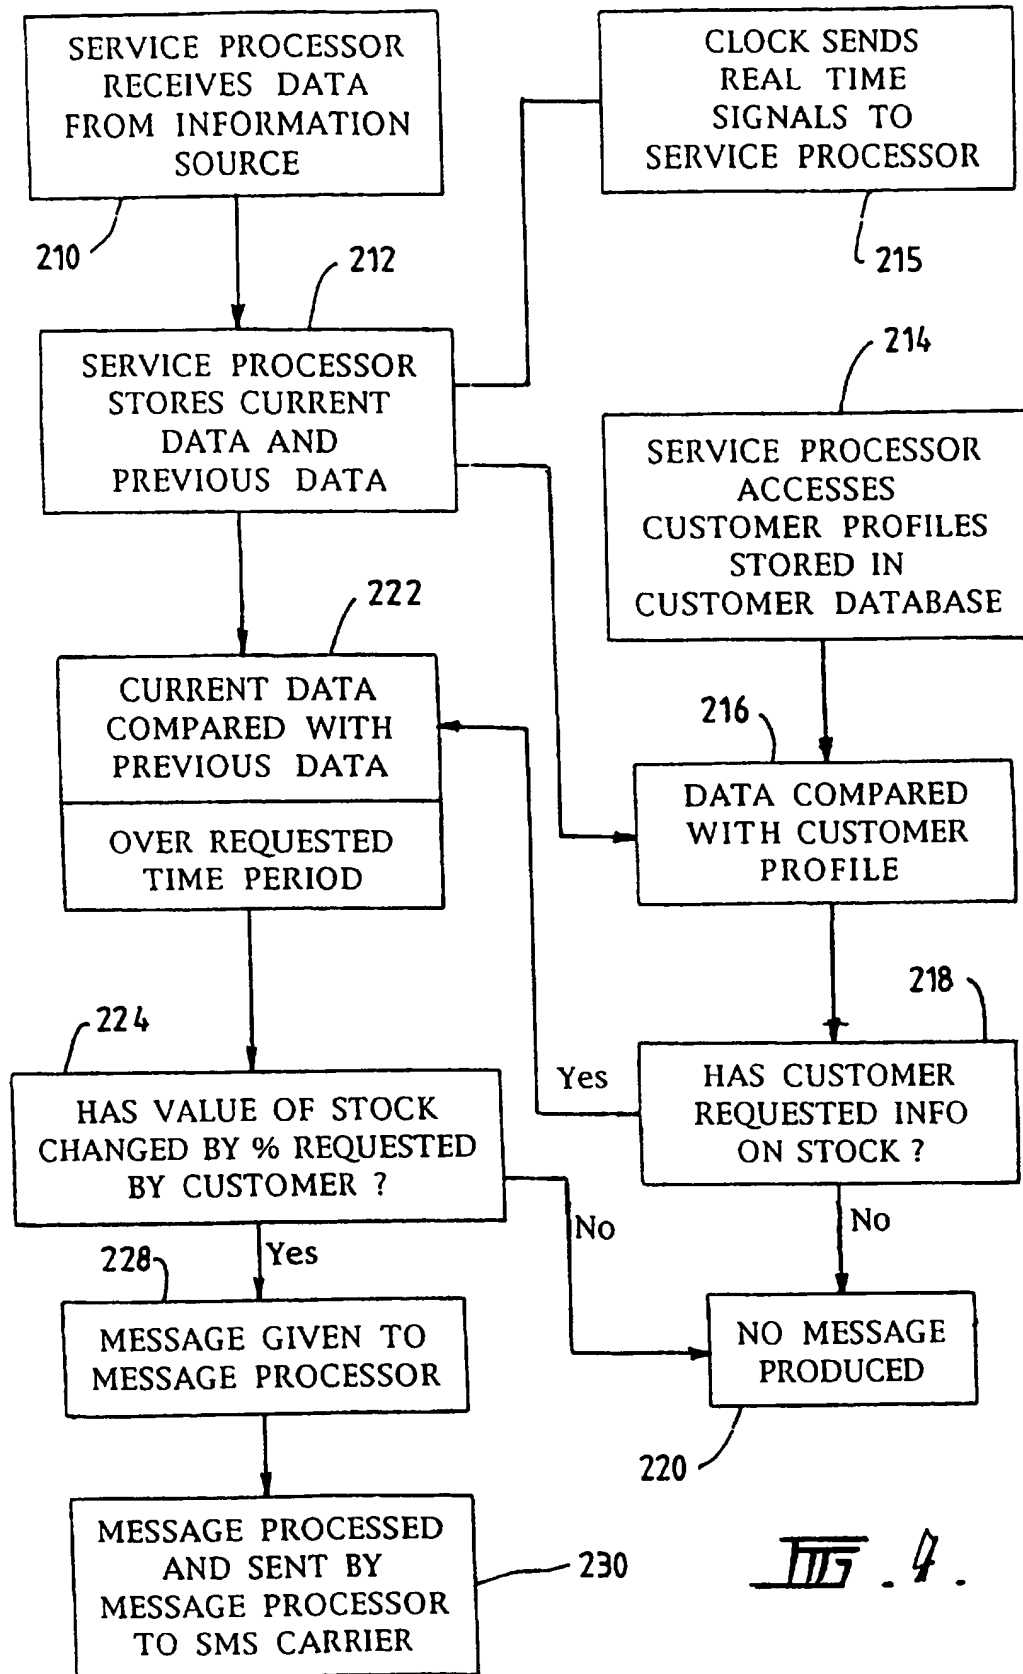 SERVICE PROCESSOR
RECEIVES DATA
FROM INFORMATION
SOURCE
210
CLOCK SENDS
REAL TIME
SIGNALS TO
SERVICE PROCESSOR
215
212
SERVICE PROCESSOR
STORES CURRENT
DATA AND
PREVIOUS DATA
214
SERVICE PROCESSOR
ACCESSES
CUSTOMER PROFILES
STORED IN
CUSTOMER DATABASE
222
CURRENT DATA
COMPARED WITH
PREVIOUS DATA
OVER REQUESTED
TIME PERIOD
216
DATA COMPARED
WITH CUSTOMER
PROFILE
218
HAS CUSTOMER
REQUESTED INFO
ON STOCK ?
Yes
No
224
HAS VALUE OF STOCK
CHANGED BY % REQUESTED
BY CUSTOMER ?
Yes
No
228
MESSAGE GIVEN TO
MESSAGE PROCESSOR
NO MESSAGE
PRODUCED
220
MESSAGE PROCESSED
AND SENT BY
MESSAGE PROCESSOR
TO SMS CARRIER
230
FIG. 4.